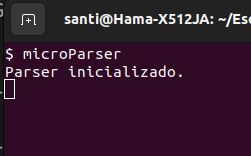 santi@Hama-X512JA: ~/Esc
$ microParser
Parser inicializado.